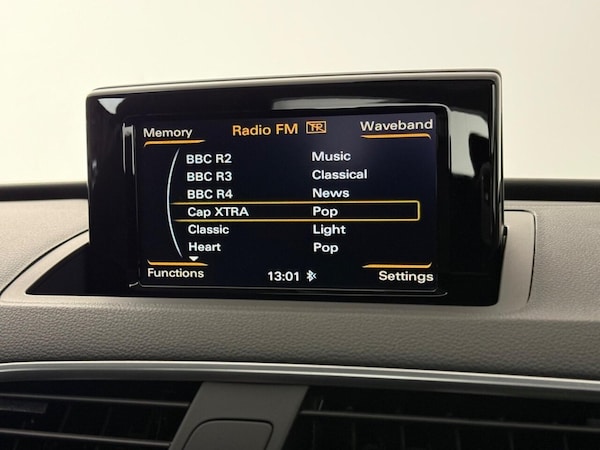 Memory Radio FM TP Waveband
BBC R2 Music
BBC R3 Classical
BBC R4 News
Cap XTRA Pop
Classic Light
Heart Pop
Functions 13:01 Settings